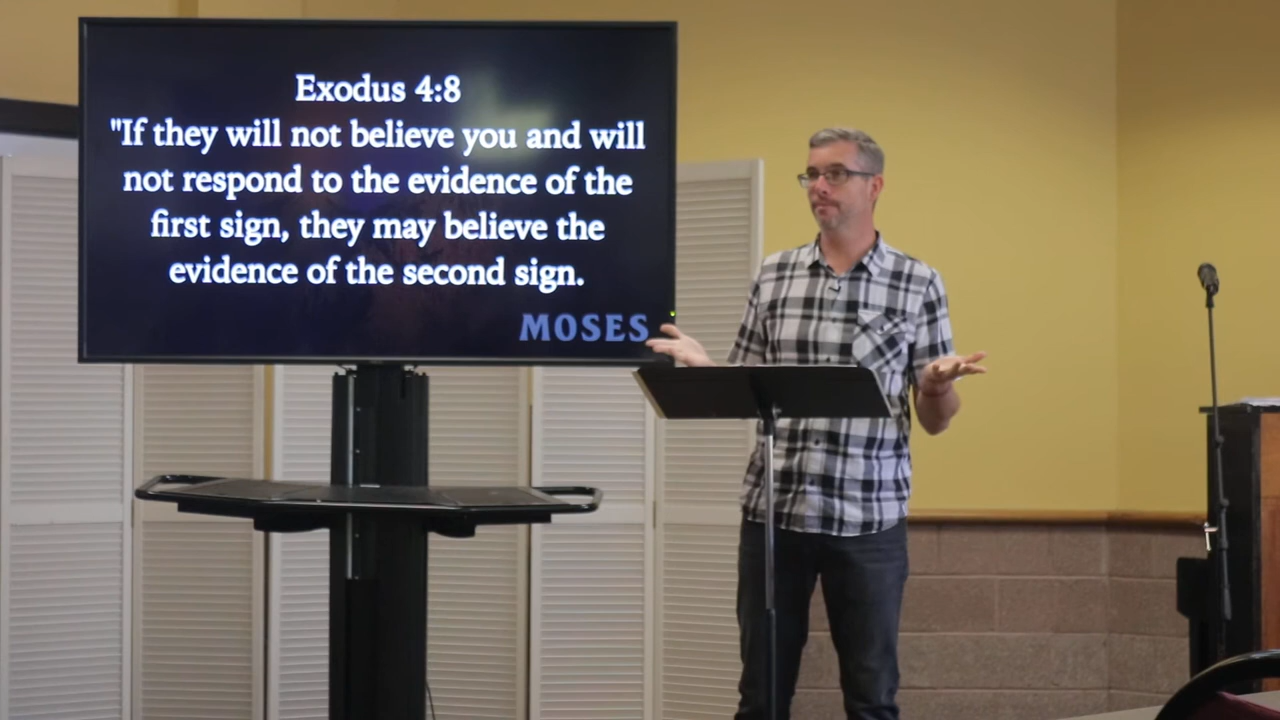 Exodus 4:8
"If they will not believe you and will
not respond to the evidence of the
first sign, they may believe the
evidence of the second sign.
MOSES